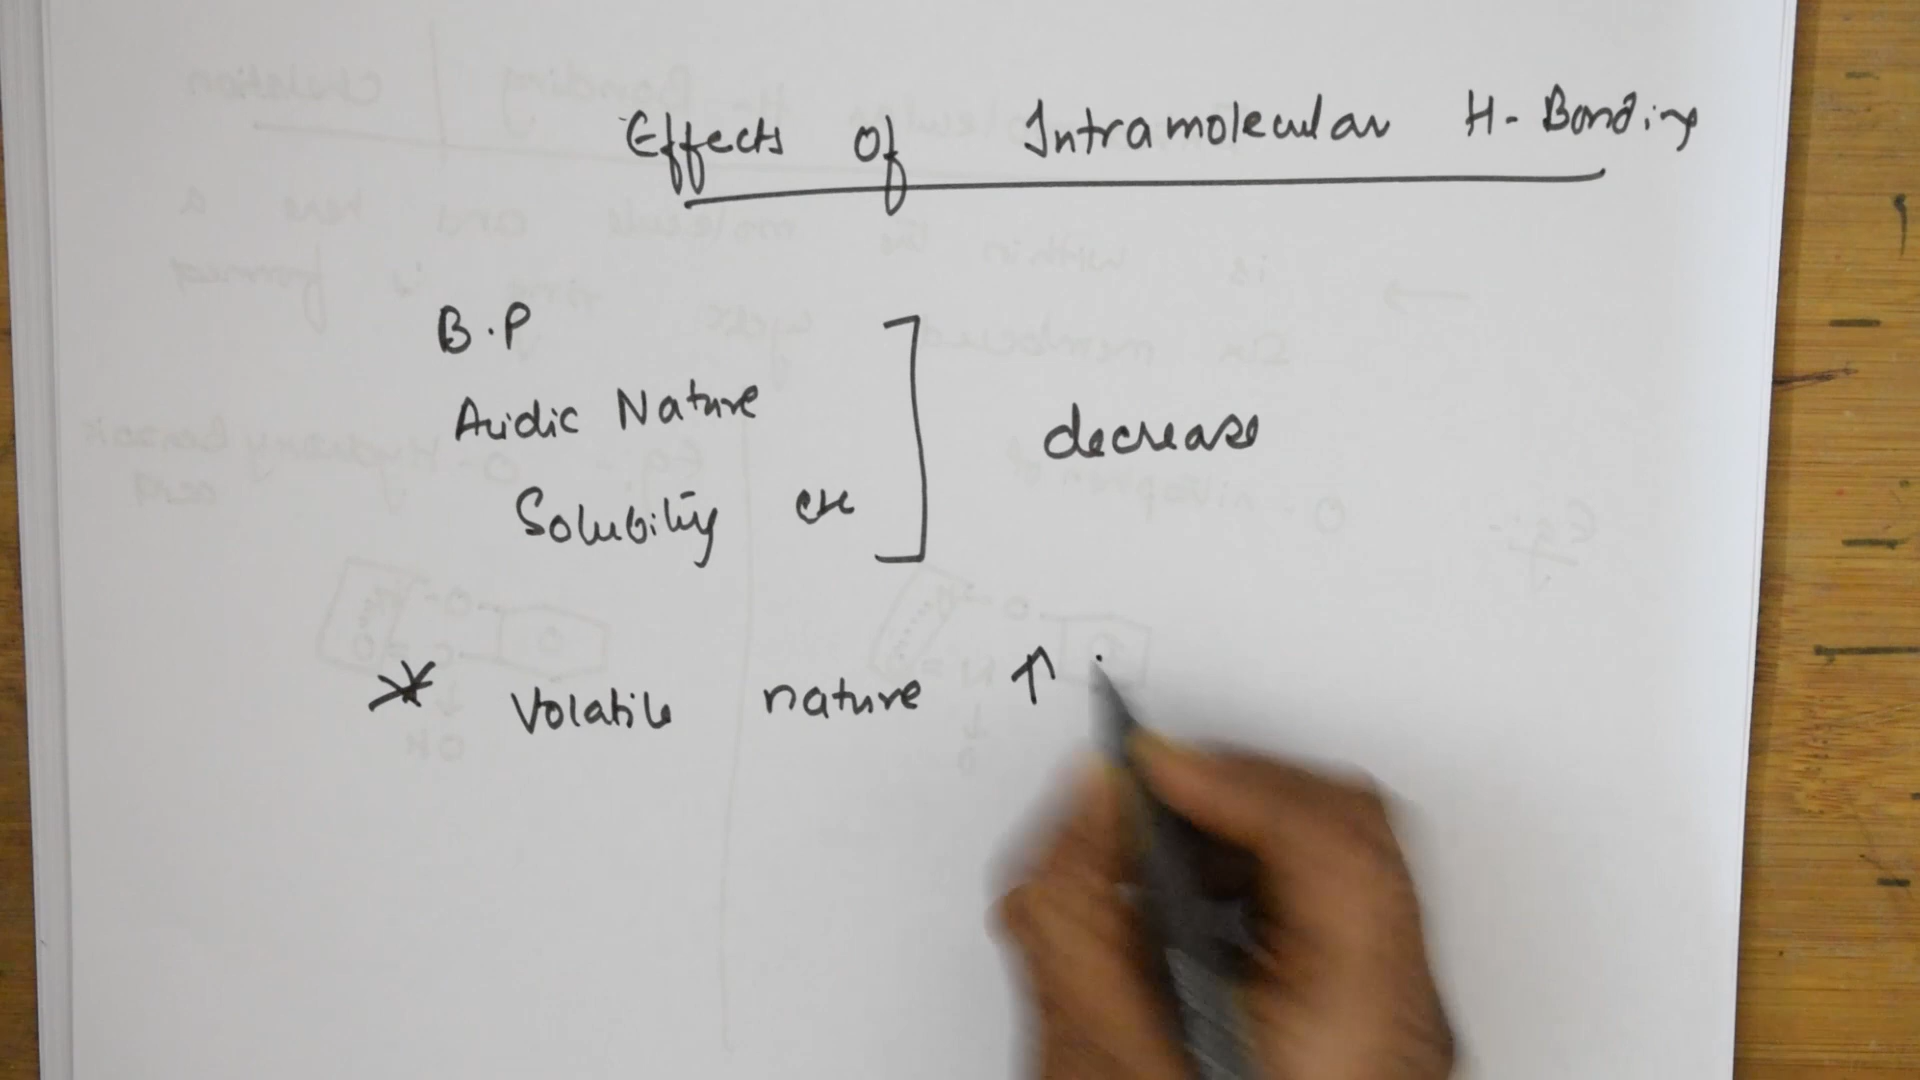 Effects Of Intramolecular H-Bonding
B.P
Acidic Nature
Solubility etc
decrease
* Volatile nature ↑